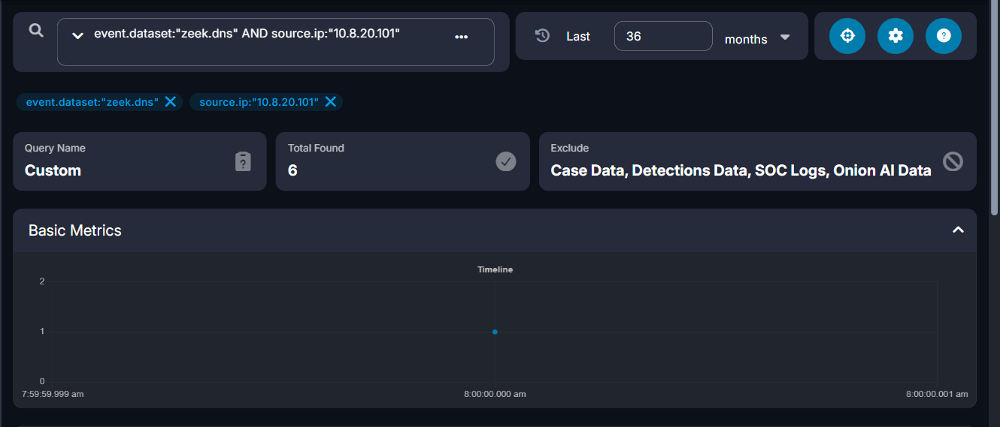 event.dataset:"zeek.dns" AND source.ip:"10.8.20.101"
Last 36 months
event.dataset:"zeek.dns"
source.ip:"10.8.20.101"
Query Name
Custom
Total Found
6
Exclude
Case Data, Detections Data, SOC Logs, Onion AI Data
Basic Metrics
Timeline
2
1
0
7:59:59.999 am
8:00:00.000 am
8:00:00.001 am